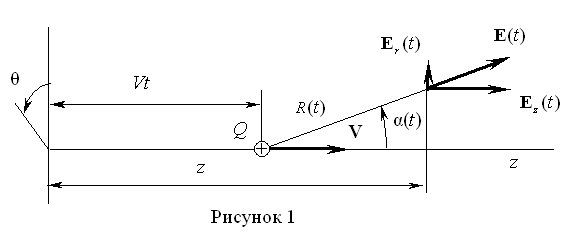 E(t)
E_r (t)
θ
Vt
R(t)
E_z (t)
Q
V
α(t)
z
z
Рисунок 1